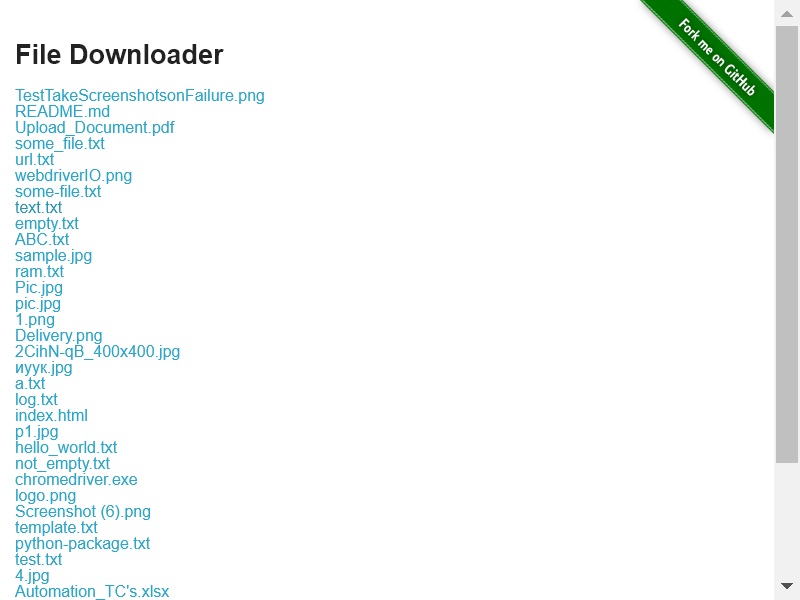 File Downloader
Fork me on GitHub
TestTakeScreenshotsonFailure.png
README.md
Upload_Document.pdf
some_file.txt
url.txt
webdriverIO.png
some-file.txt
text.txt
empty.txt
ABC.txt
sample.jpg
ram.txt
Pic.jpg
pic.jpg
1.png
Delivery.png
2CihN-qB_400x400.jpg
иуук.jpg
a.txt
log.txt
index.html
p1.jpg
hello_world.txt
not_empty.txt
chromedriver.exe
logo.png
Screenshot (6).png
template.txt
python-package.txt
test.txt
4.jpg
Automation_TC's.xlsx